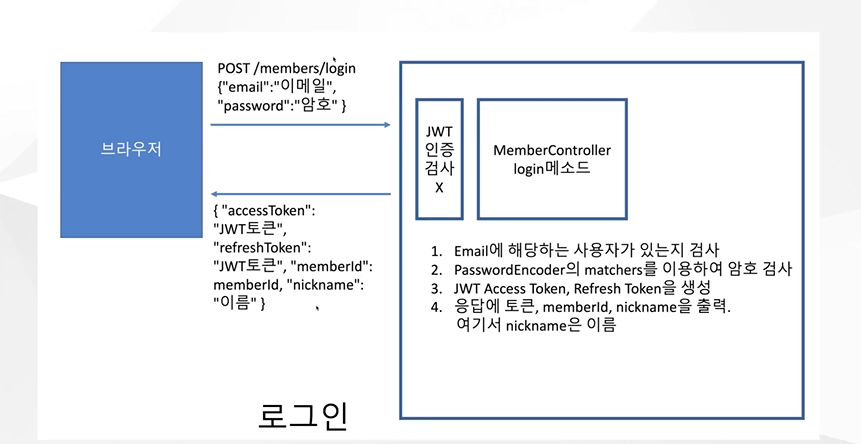 브라우저
POST /members/login
{"email":"이메일",
"password":"암호" }
{ "accessToken":
"JWT토큰",
"refreshToken":
"JWT토큰", "memberId":
memberId, "nickname":
"이름" }
JWT
인증
검사
X
MemberController
login메소드
1. Email에 해당하는 사용자가 있는지 검사
2. PasswordEncoder의 matchers를 이용하여 암호 검사
3. JWT Access Token, Refresh Token을 생성
4. 응답에 토큰, memberId, nickname을 출력.
여기서 nickname은 이름
로그인